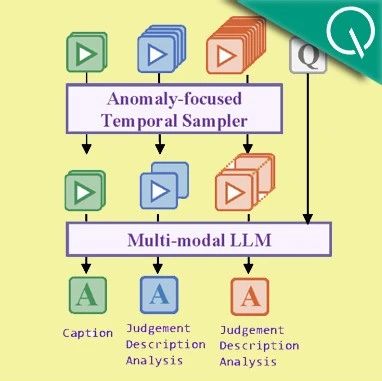 Q
Anomaly-focused
Temporal Sampler
Multi-modal LLM
A A A
Caption Judgement Judgement
Description Description
Analysis Analysis